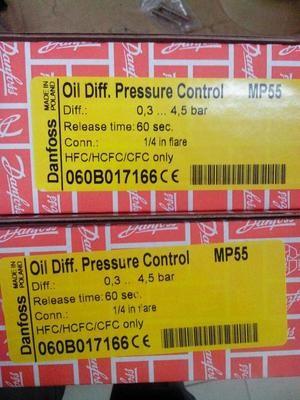 Danfoss
MADE IN
POLAND
Oil Diff. Pressure Control MP55
Diff.: 0,3 ... 4,5 bar
Release time: 60 sec.
Conn.: 1/4 in flare
HFC/HCFC/CFC only
060B017166 CE
Danfoss
MADE IN
POLAND
Oil Diff. Pressure Control MP55
Diff.: 0,3 ... 4,5 bar
Release time: 60 sec.
Conn.: 1/4 in flare
HFC/HCFC/CFC only
060B017166 CE